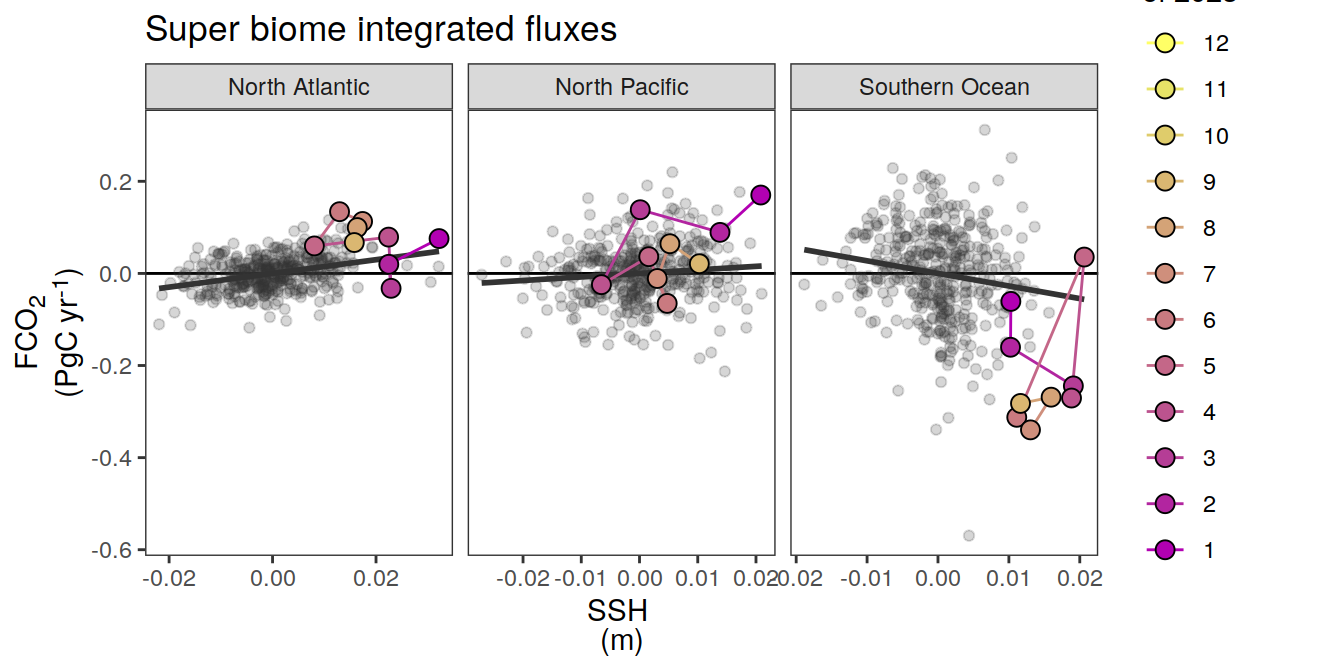 Super biome integrated fluxes
North Atlantic
North Pacific
Southern Ocean
0.2
0.0
-0.2
-0.4
-0.6
FCO2
(PgC yr-1)
-0.02 0.00 0.02
-0.02 -0.01 0.00 0.01 0.02
0.02 -0.01 0.00 0.01 0.02
SSH
(m)
12
11
10
9
8
7
6
5
4
3
2
1